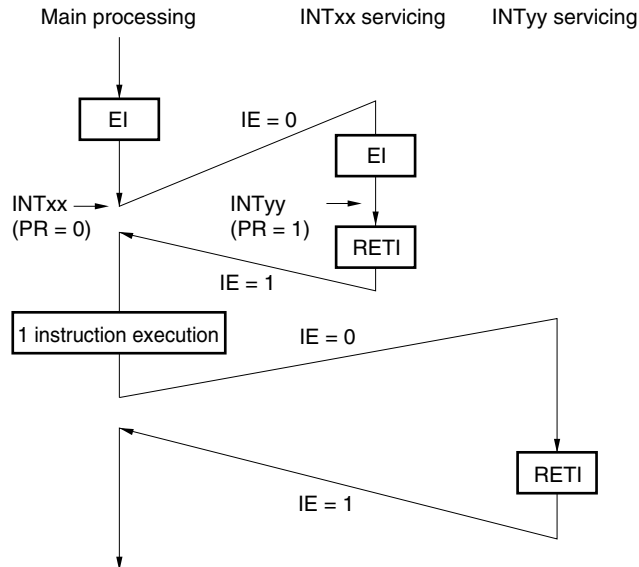 Main processing
INTxx servicing
INTyy servicing
EI
IE = 0
EI
INTxx
(PR = 0)
INTyy
(PR = 1)
RETI
IE = 1
1 instruction execution
IE = 0
RETI
IE = 1